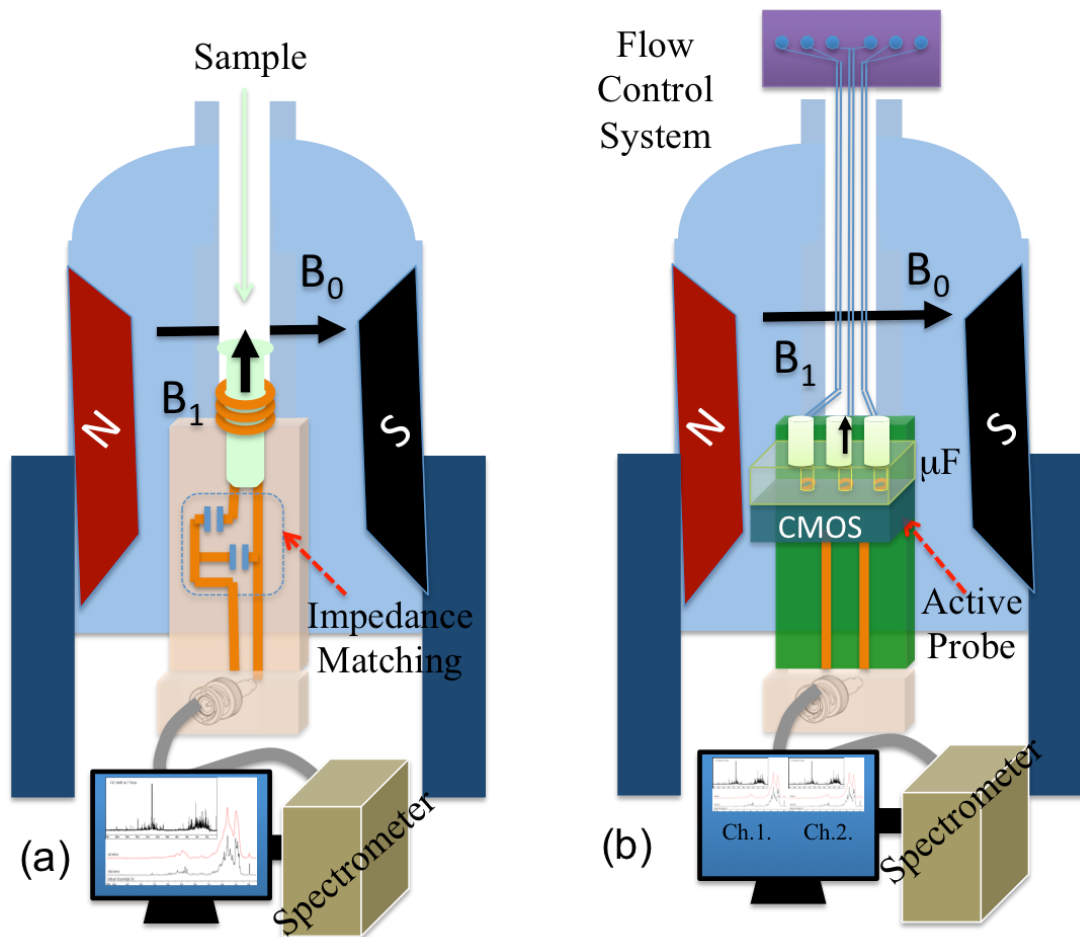 Sample
B0
B1
N
S
Impedance
Matching
Spectrometer
(a)
Flow
Control
System
B0
B1
N
S
μF
CMOS
Active
Probe
Ch.1.
Ch.2.
Spectrometer
(b)